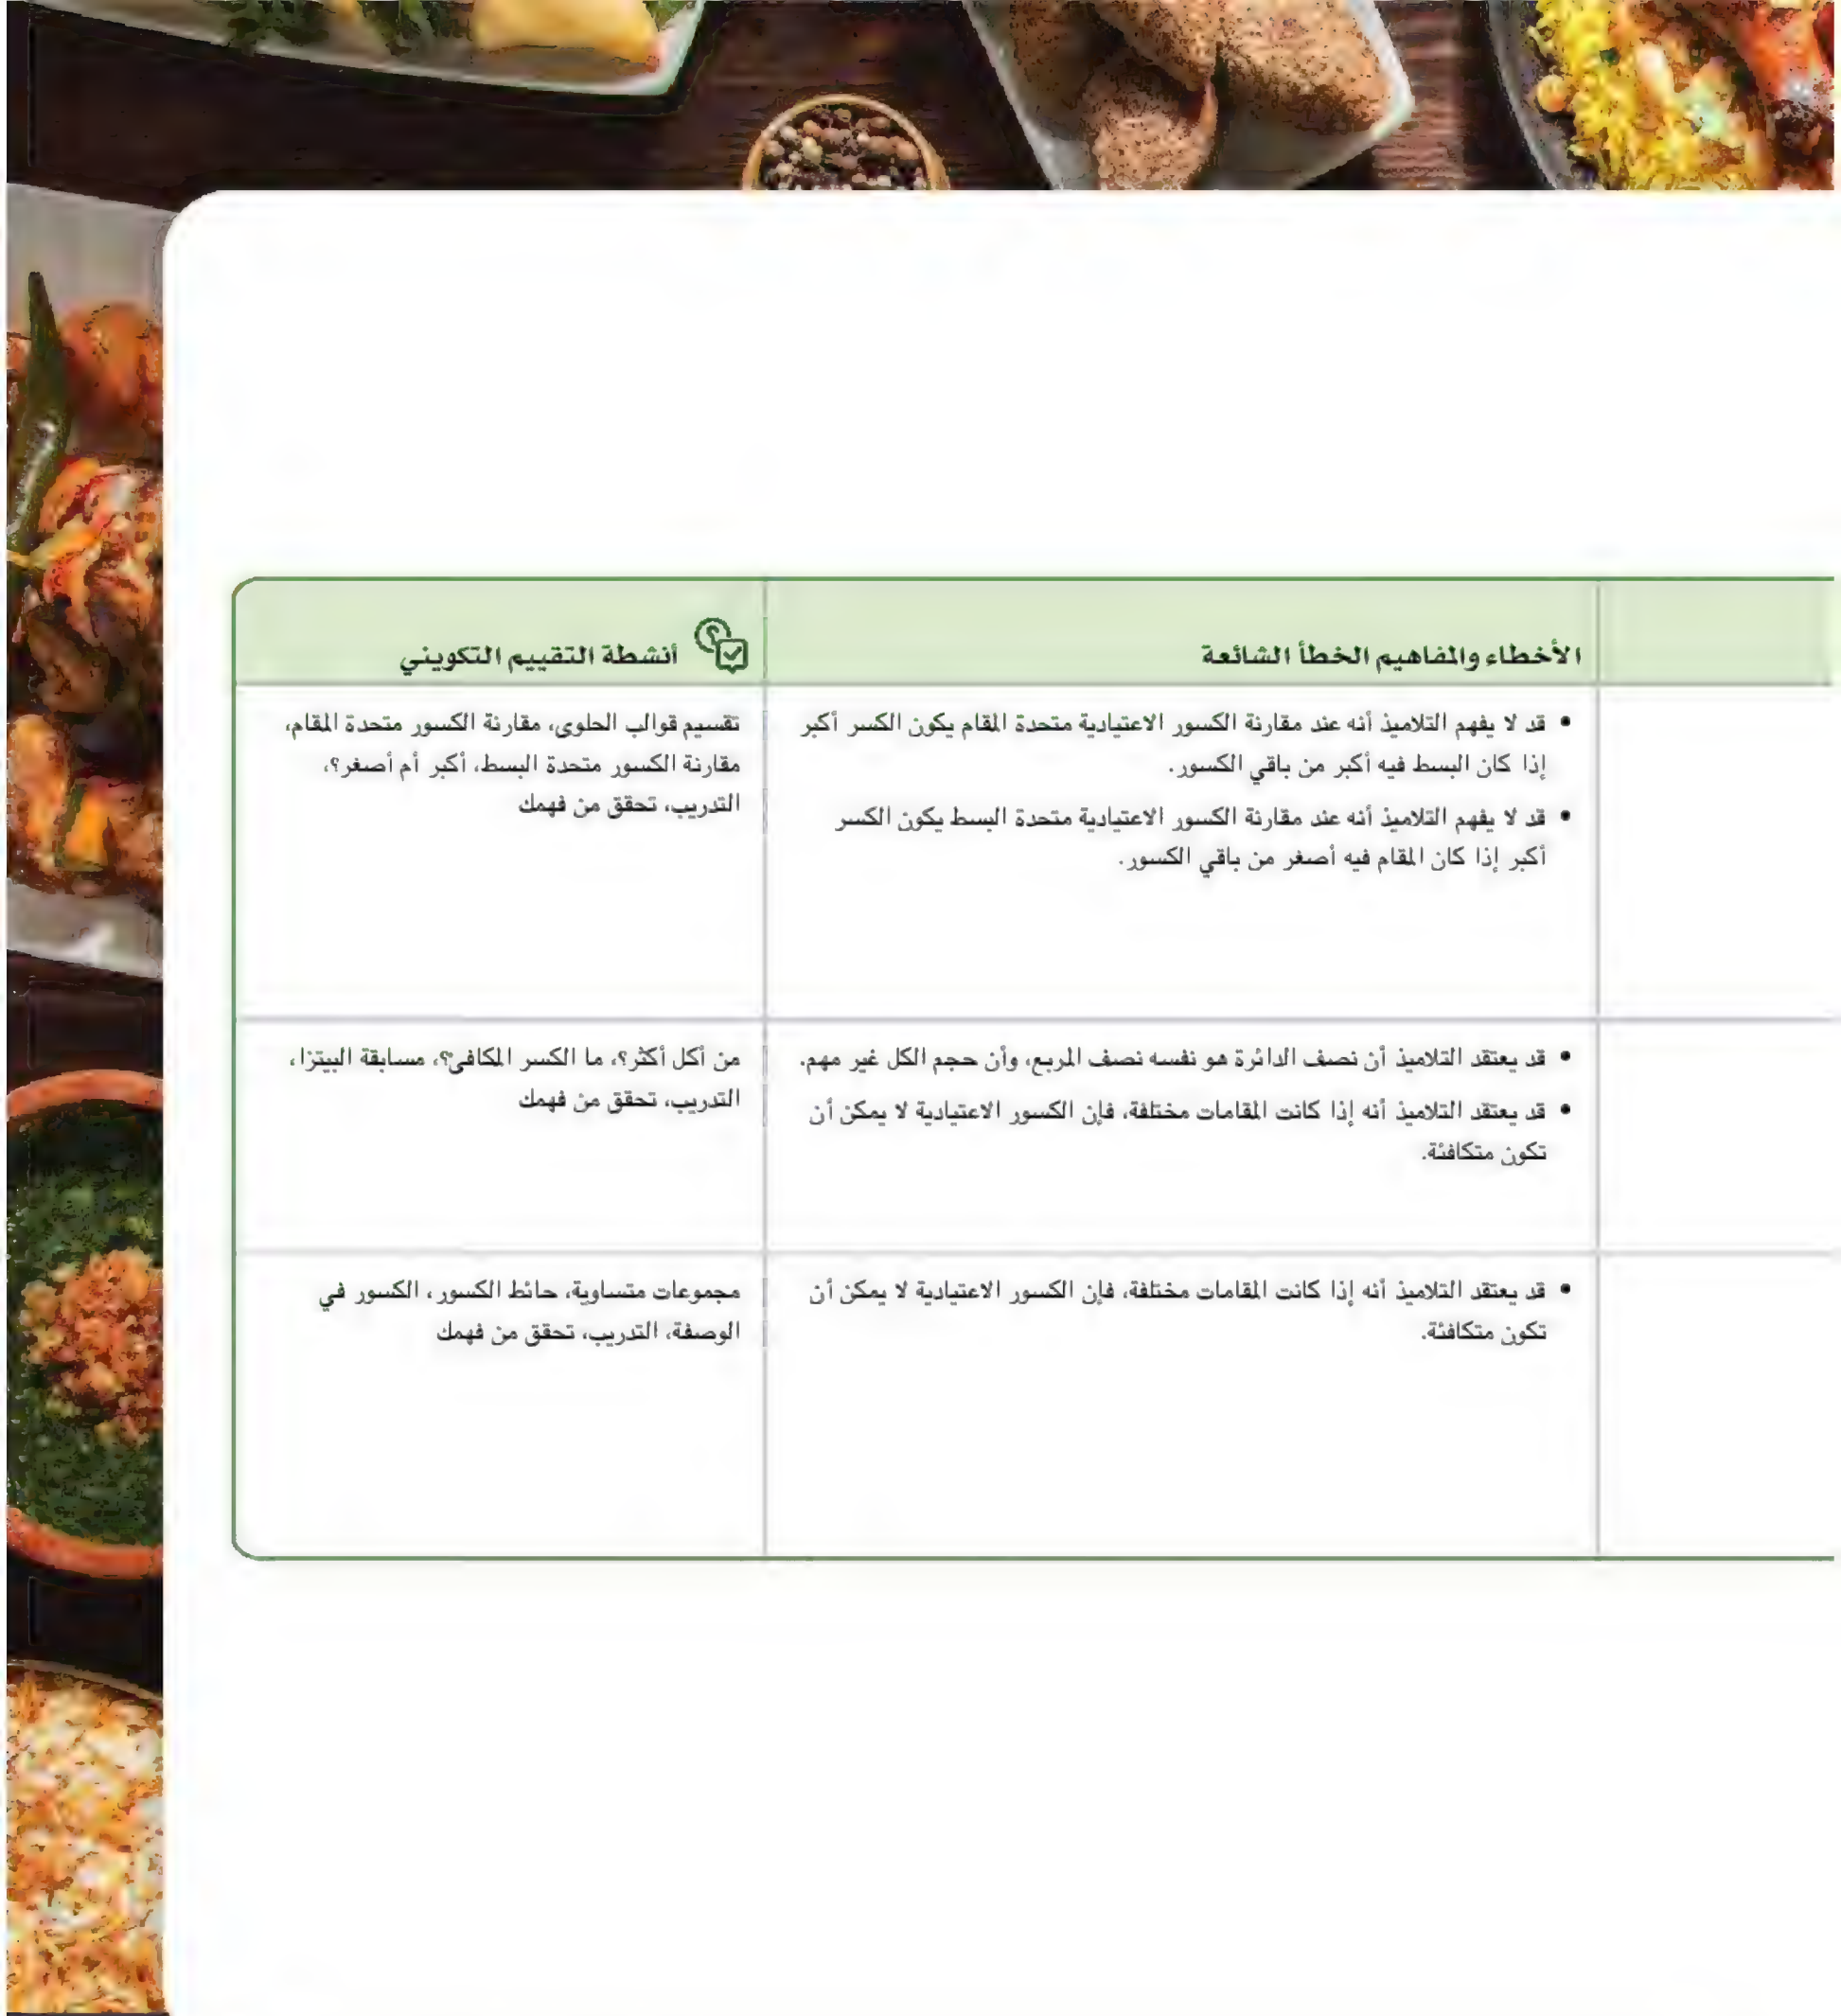 الأخطاء والمفاهيم الخطأ الشائعة
أنشطة التقييم التكويني
• قد لا يفهم التلاميذ أنه عند مقارنة الكسور الاعتيادية متحدة المقام يكون الكسر أكبر
إذا كان البسط فيه أكبر من باقي الكسور.
• قد لا يفهم التلاميذ أنه عند مقارنة الكسور الاعتيادية متحدة البسط يكون الكسر
أكبر إذا كان المقام فيه أصغر من باقي الكسور.
تقسيم قوالب الحلوى، مقارنة الكسور متحدة المقام،
مقارنة الكسور متحدة البسط، أكبر أم أصغر؟،
التدريب، تحقق من فهمك
• قد يعتقد التلاميذ أن نصف الدائرة هو نفسه نصف المربع، وأن حجم الكل غير مهم.
• قد يعتقد التلاميذ أنه إذا كانت المقامات مختلفة، فإن الكسور الاعتيادية لا يمكن أن
تكون متكافئة.
من أكل أكثر؟، ما الكسر المكافئ؟، مسابقة البيتزا،
التدريب، تحقق من فهمك
• قد يعتقد التلاميذ أنه إذا كانت المقامات مختلفة، فإن الكسور الاعتيادية لا يمكن أن
تكون متكافئة.
مجموعات متساوية، حائط الكسور، الكسور في
الوصفة، التدريب، تحقق من فهمك